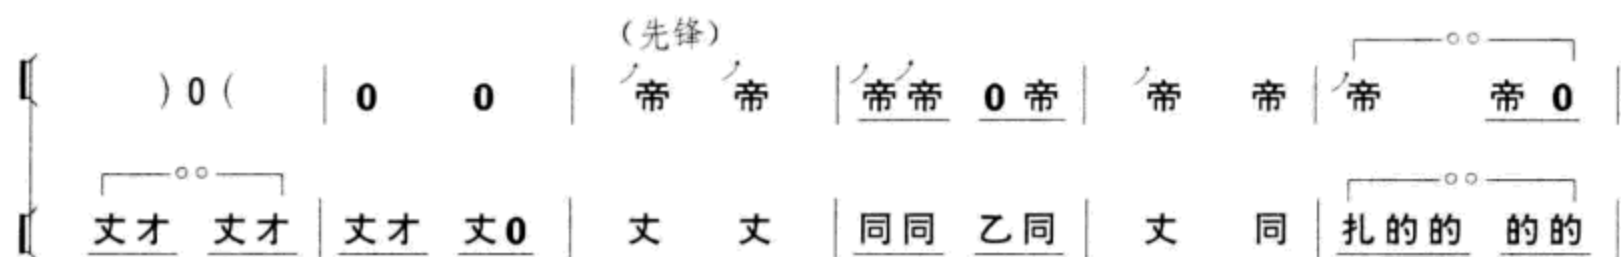 （先锋）
）0（ | 0 0 | 帝 帝 | 帝帝 0帝 | 帝 帝 | 帝 帝0 |
丈才 丈才 | 丈才 丈0 | 丈 丈 | 同同 乙同 | 丈 同 | 扎的的 的的 |